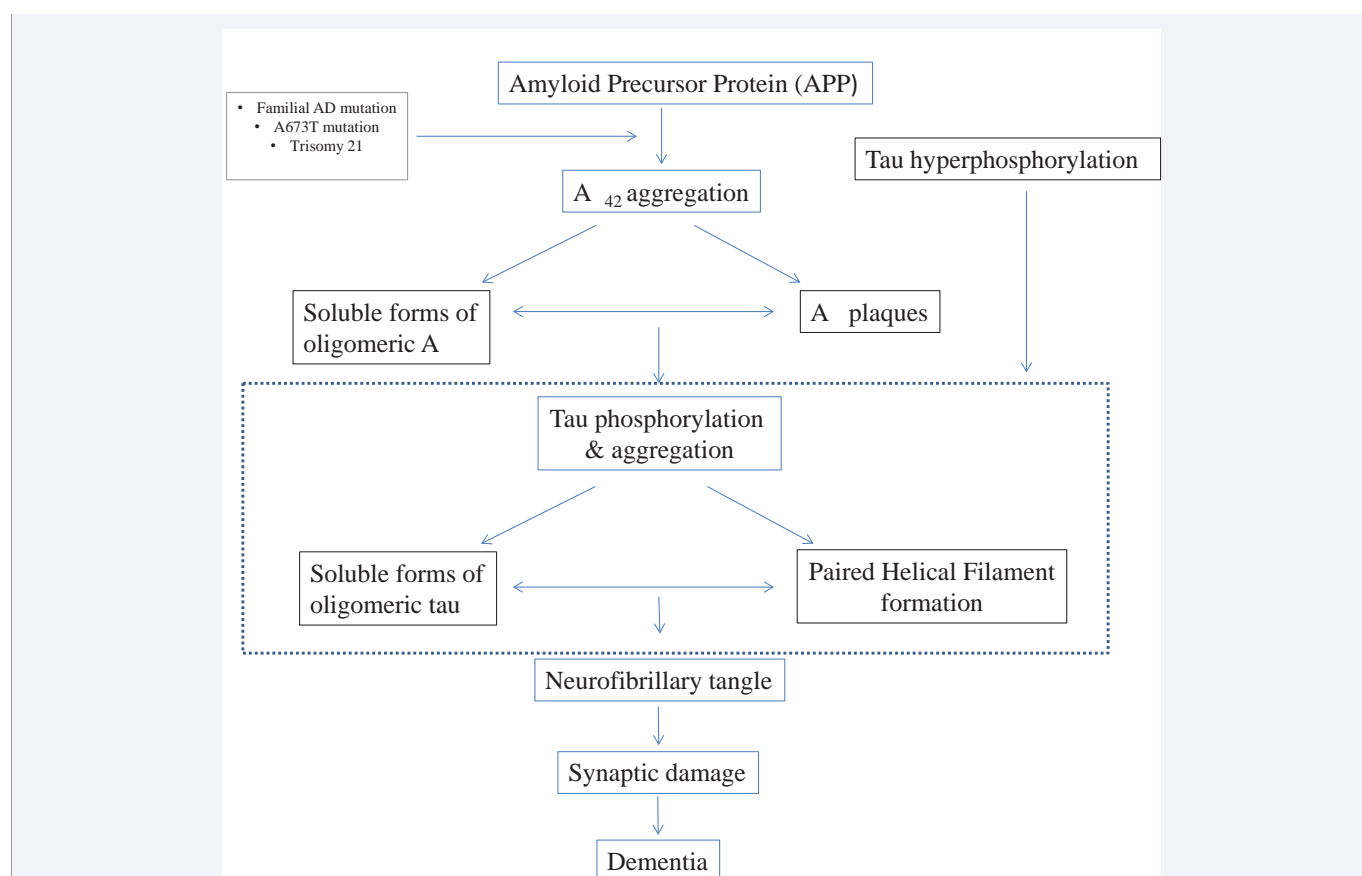 Amyloid Precursor Protein (APP)
• Familial AD mutation
• A673T mutation
• Trisomy 21
Tau hyperphosphorylation
A 42 aggregation
Soluble forms of
oligomeric A
A plaques
Tau phosphorylation
& aggregation
Soluble forms of
oligomeric tau
Paired Helical Filament
formation
Neurofibrillary tangle
Synaptic damage
Dementia